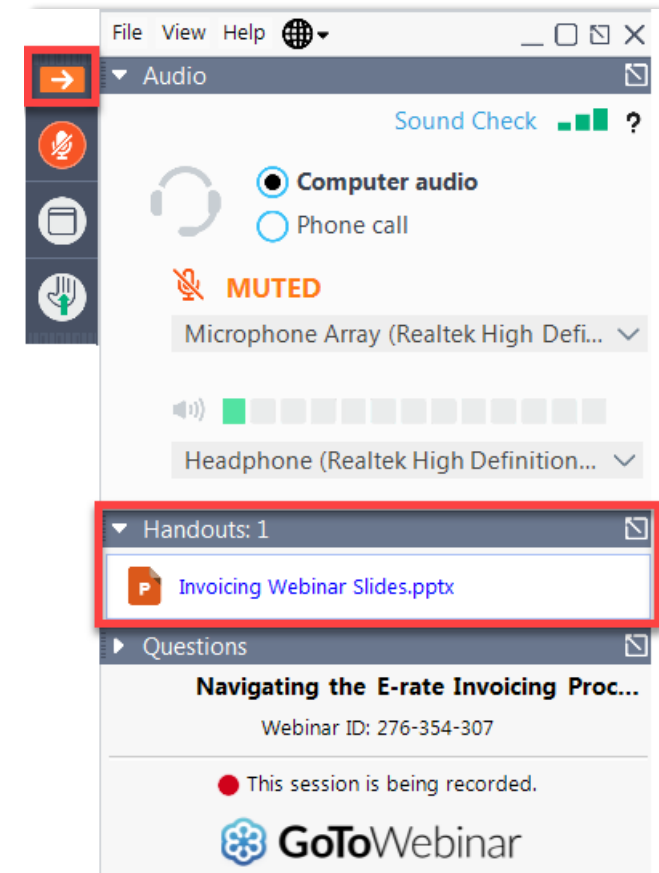 File View Help
Audio
Sound Check ?
Computer audio
Phone call
MUTED
Microphone Array (Realtek High Defi...
Headphone (Realtek High Definition...
Handouts: 1
P Invoicing Webinar Slides.pptx
Questions
Navigating the E-rate Invoicing Proc...
Webinar ID: 276-354-307
This session is being recorded.
GoToWebinar